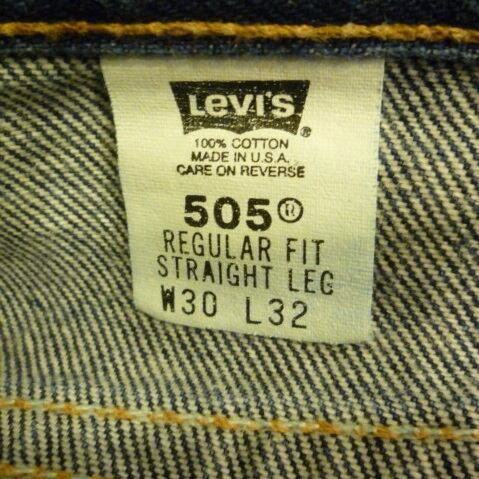 Levi's ®
100% COTTON
MADE IN U.S.A.
CARE ON REVERSE
505®
REGULAR FIT
STRAIGHT LEG
W30 L32